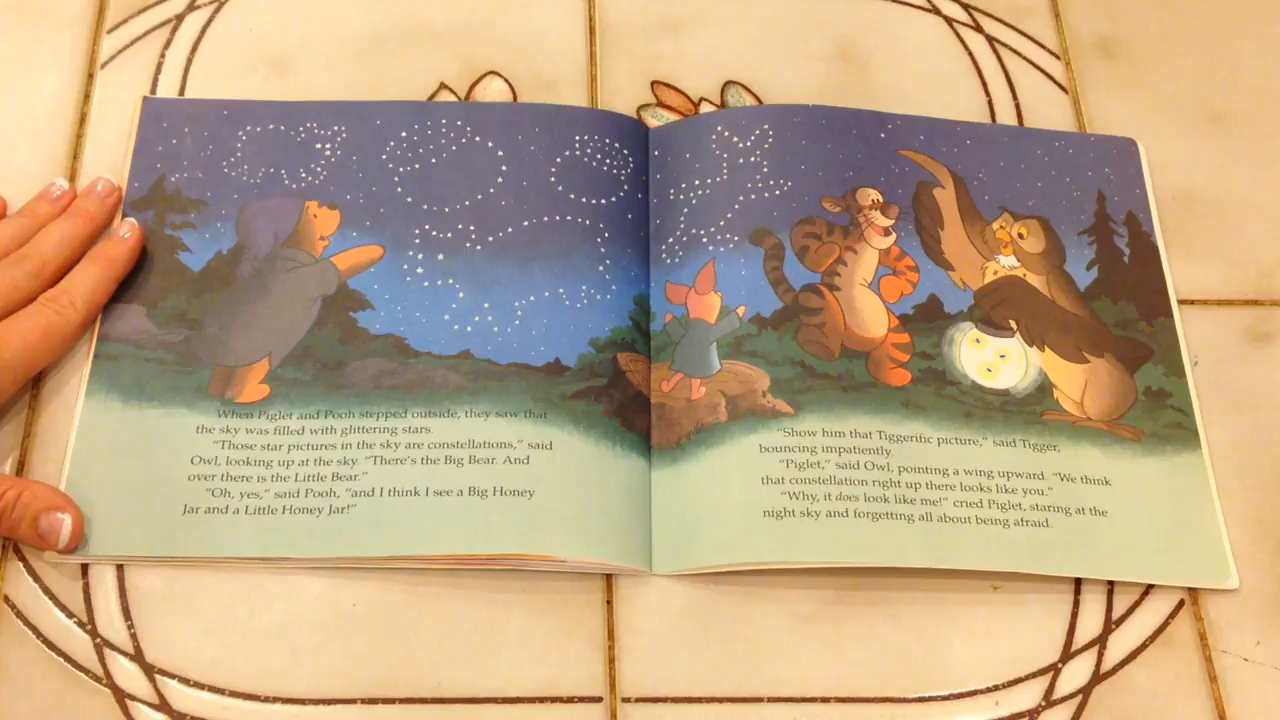 When Piglet and Pooh stepped outside, they saw that
the sky was filled with glittering stars.
"Those star pictures in the sky are constellations," said
Owl, looking up at the sky. "There's the Big Bear. And
over there is the Little Bear."
"Oh, yes," said Pooh, "and I think I see a Big Honey
Jar and a Little Honey Jar!"
"Show him that Tiggerific picture," said Tigger,
bouncing impatiently.
"Piglet," said Owl, pointing a wing upward. "We think
that constellation right up there looks like you."
"Why, it does look like me!" cried Piglet, staring at the
night sky and forgetting all about being afraid.